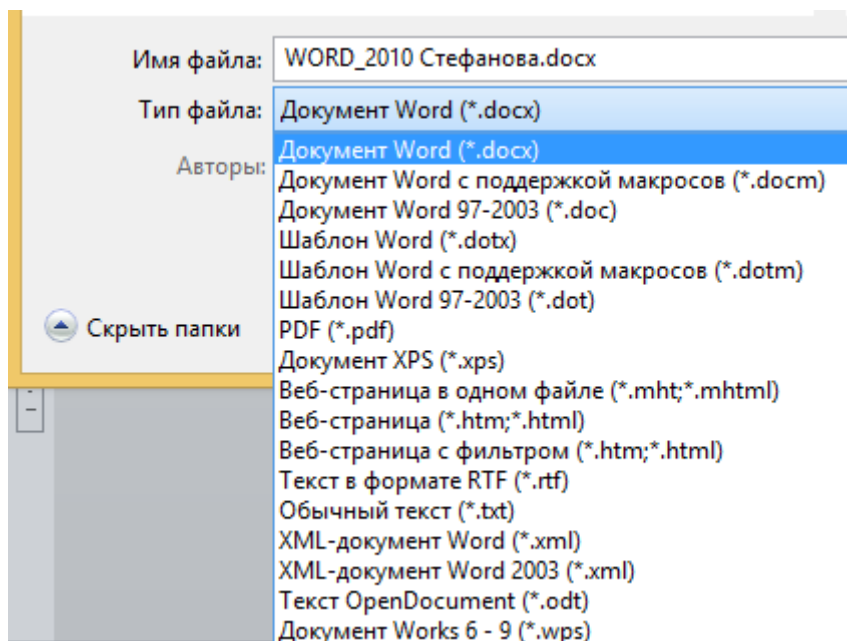 Имя файла: WORD_2010 Стефанова.docx
Тип файла: Документ Word (*.docx)
Авторы:
Документ Word (*.docx)
Документ Word с поддержкой макросов (*.docm)
Документ Word 97-2003 (*.doc)
Шаблон Word (*.dotx)
Шаблон Word с поддержкой макросов (*.dotm)
Шаблон Word 97-2003 (*.dot)
Скрыть папки
PDF (*.pdf)
Документ XPS (*.xps)
Веб-страница в одном файле (*.mht;*.mhtml)
Веб-страница (*.htm;*.html)
Веб-страница с фильтром (*.htm;*.html)
Текст в формате RTF (*.rtf)
Обычный текст (*.txt)
XML-документ Word (*.xml)
XML-документ Word 2003 (*.xml)
Текст OpenDocument (*.odt)
Документ Works 6 - 9 (*.wps)